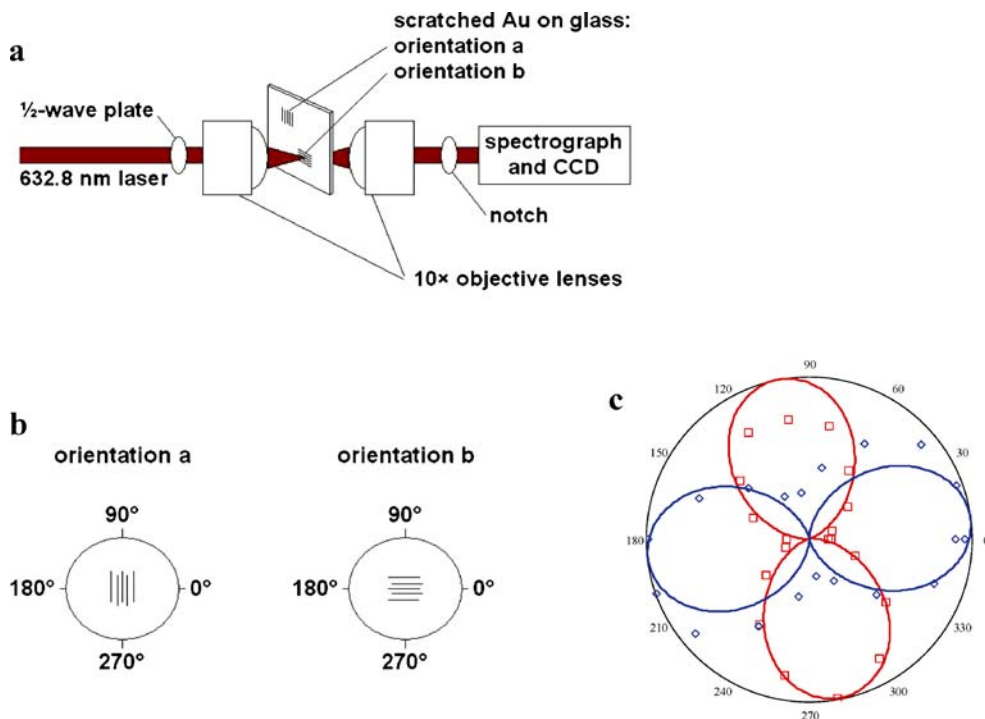 a
scratched Au on glass:
orientation a
orientation b
½-wave plate
632.8 nm laser
spectrograph
and CCD
notch
10× objective lenses
b
orientation a
90°
180°
0°
270°
orientation b
90°
180°
0°
270°
c
90
120
60
150
30
180
0
210
330
240
300
270